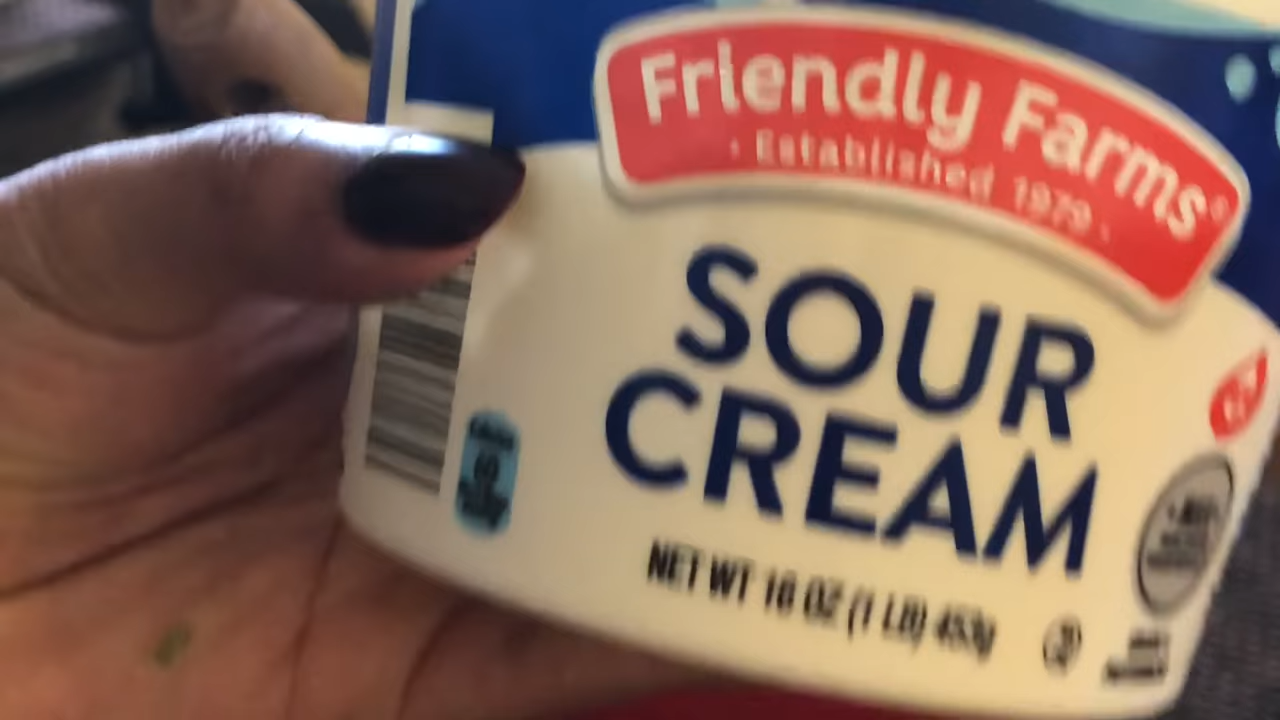 Friendly Farms®
· Established 1979 ·
SOUR
CREAM
NET WT 16 OZ (1 LB) 453g